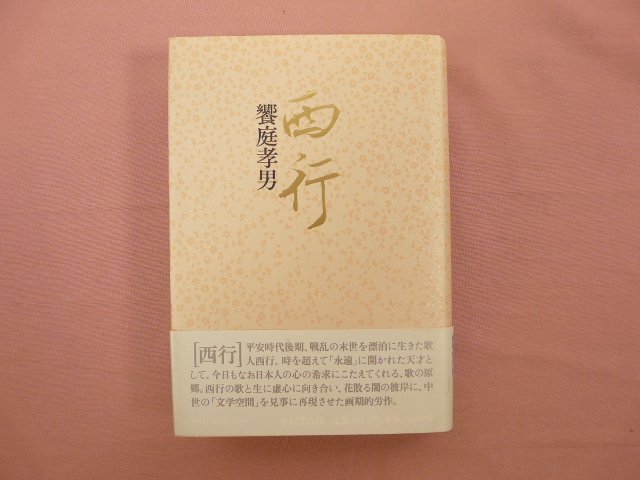 西行
饗庭孝男
[西行]平安時代後期、戦乱の末世を漂泊に生きた歌
人西行。時を超えて「永遠」に開かれた天才と
して、今日もなお日本人の心の希求にこたえてくれる、歌の原
郷。西行の歌と生に虚心に向き合い、花散る闇の彼岸に、中
世の「文学空間」を見事に再現させた画期的労作。